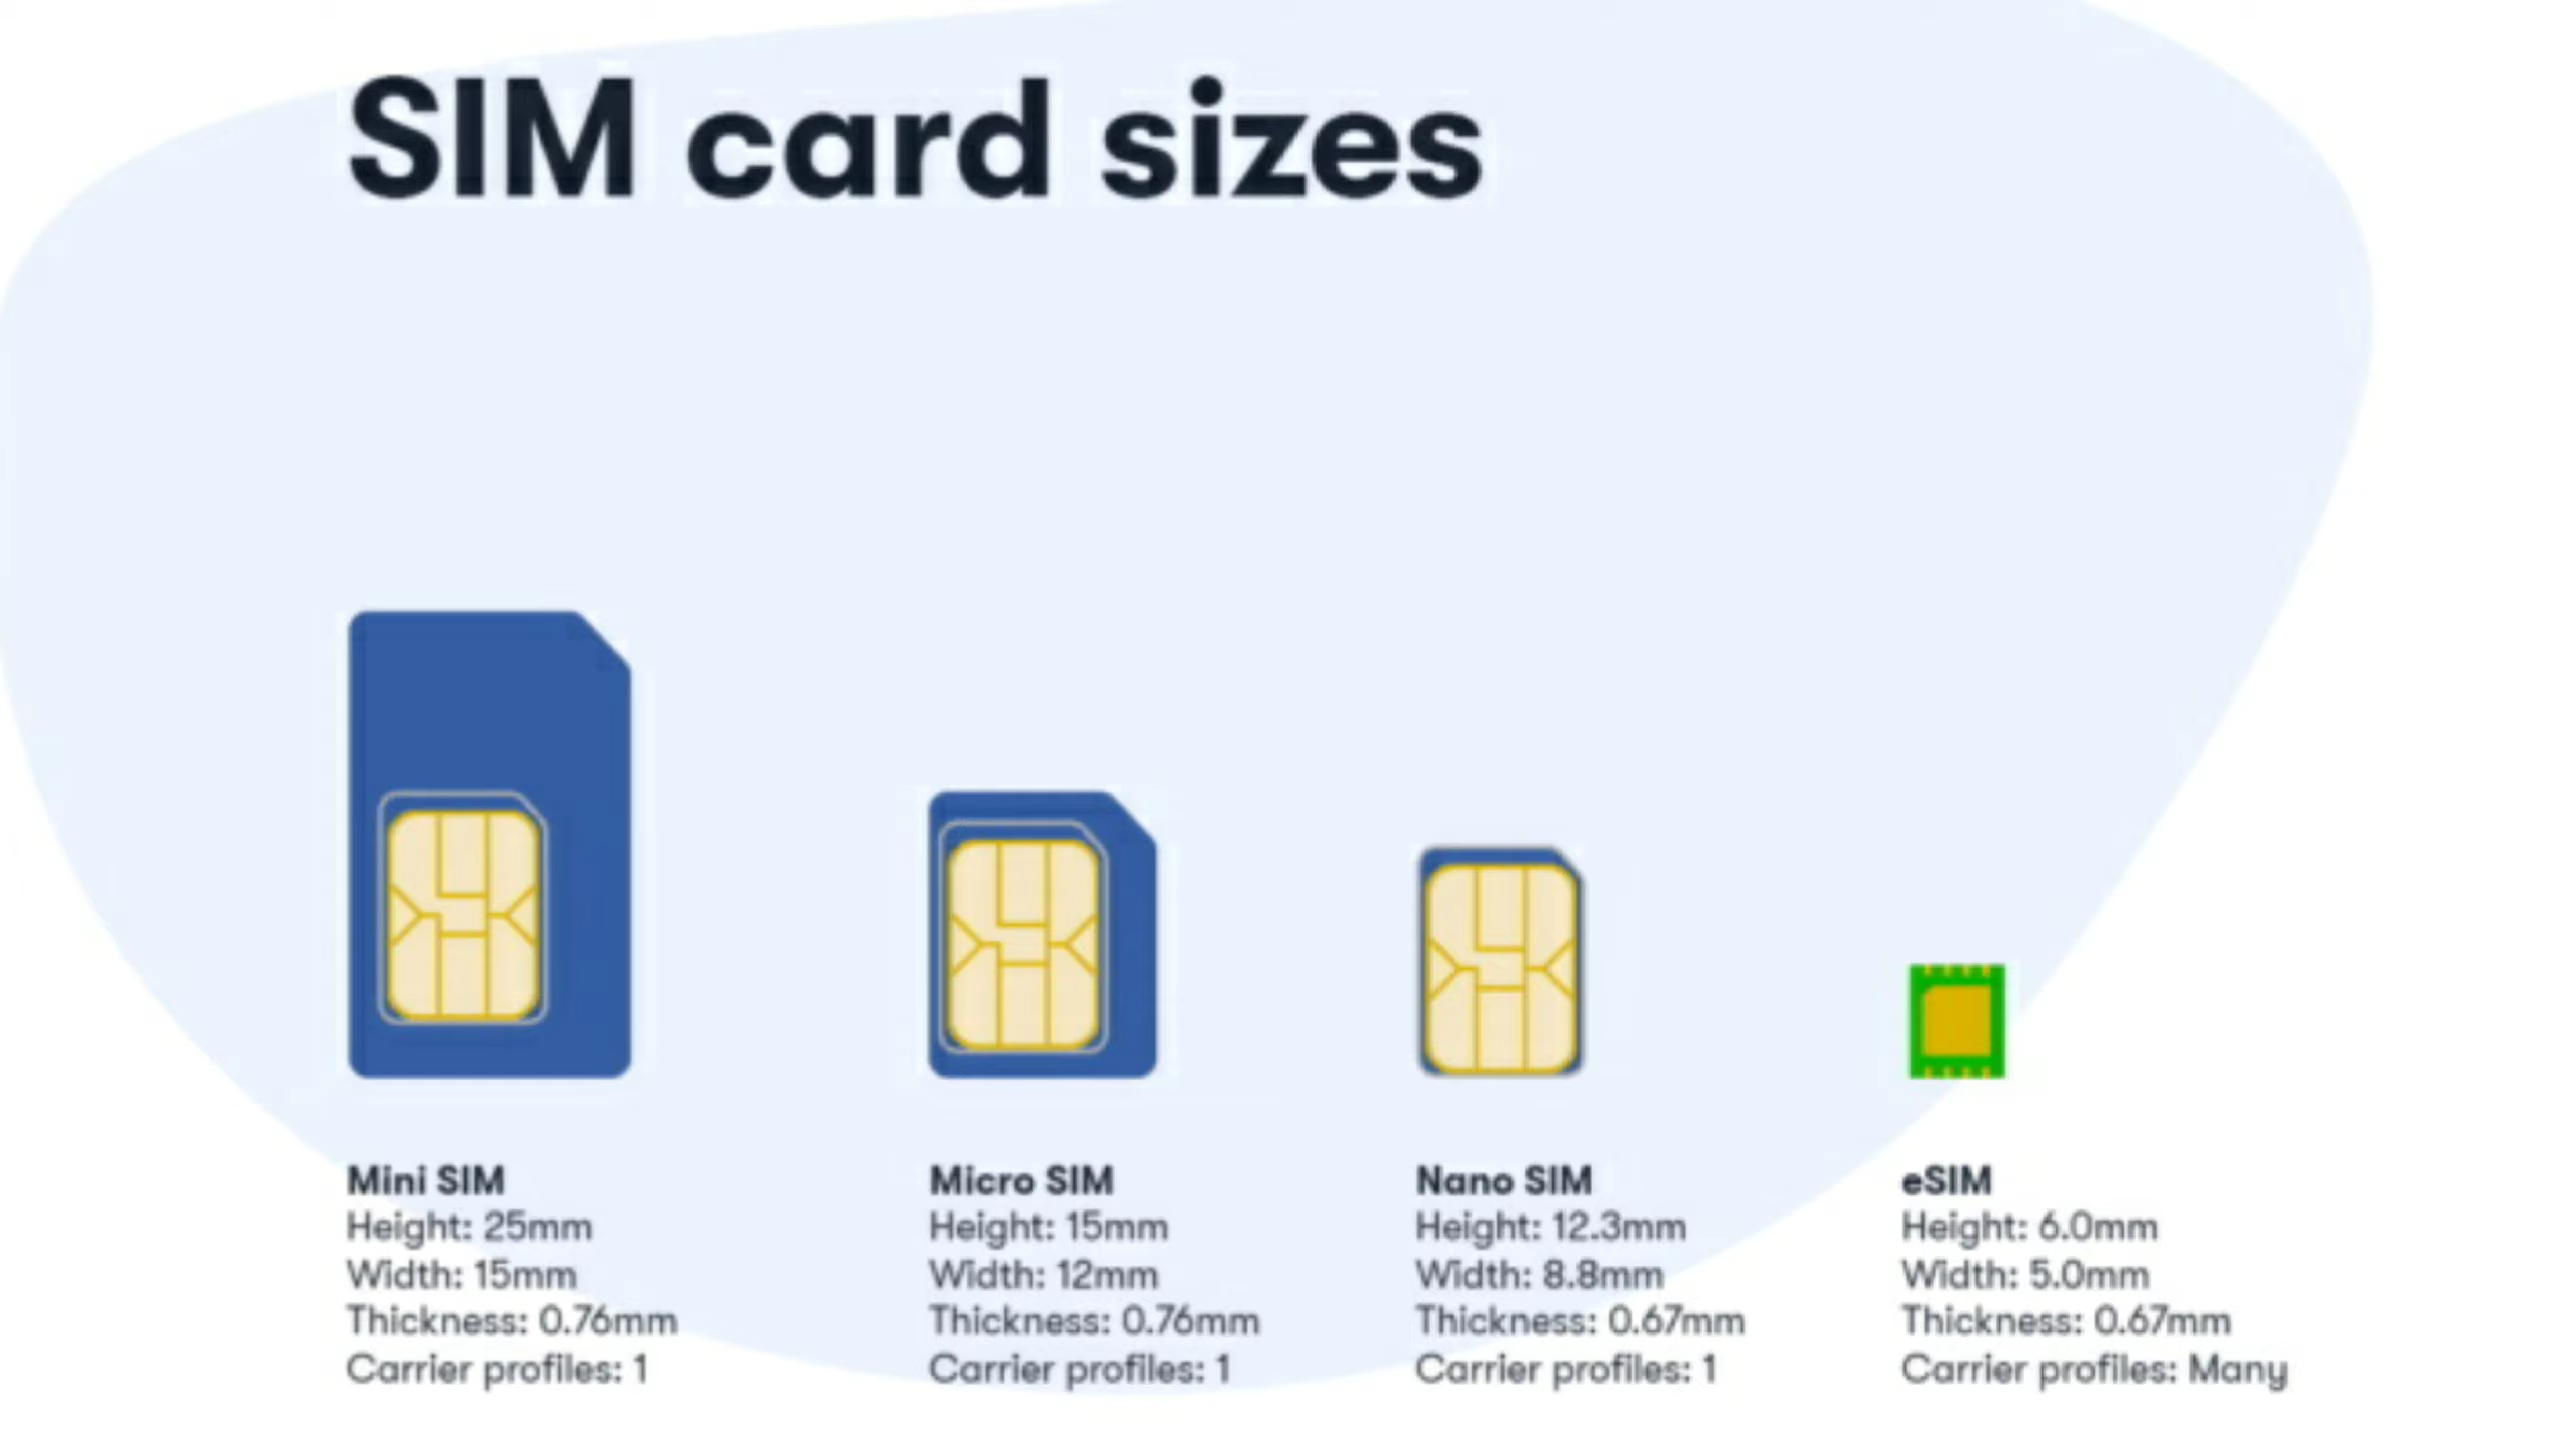 SIM card sizes
Mini SIM
Height: 25mm
Width: 15mm
Thickness: 0.76mm
Carrier profiles: 1
Micro SIM
Height: 15mm
Width: 12mm
Thickness: 0.76mm
Carrier profiles: 1
Nano SIM
Height: 12.3mm
Width: 8.8mm
Thickness: 0.67mm
Carrier profiles: 1
eSIM
Height: 6.0mm
Width: 5.0mm
Thickness: 0.67mm
Carrier profiles: Many